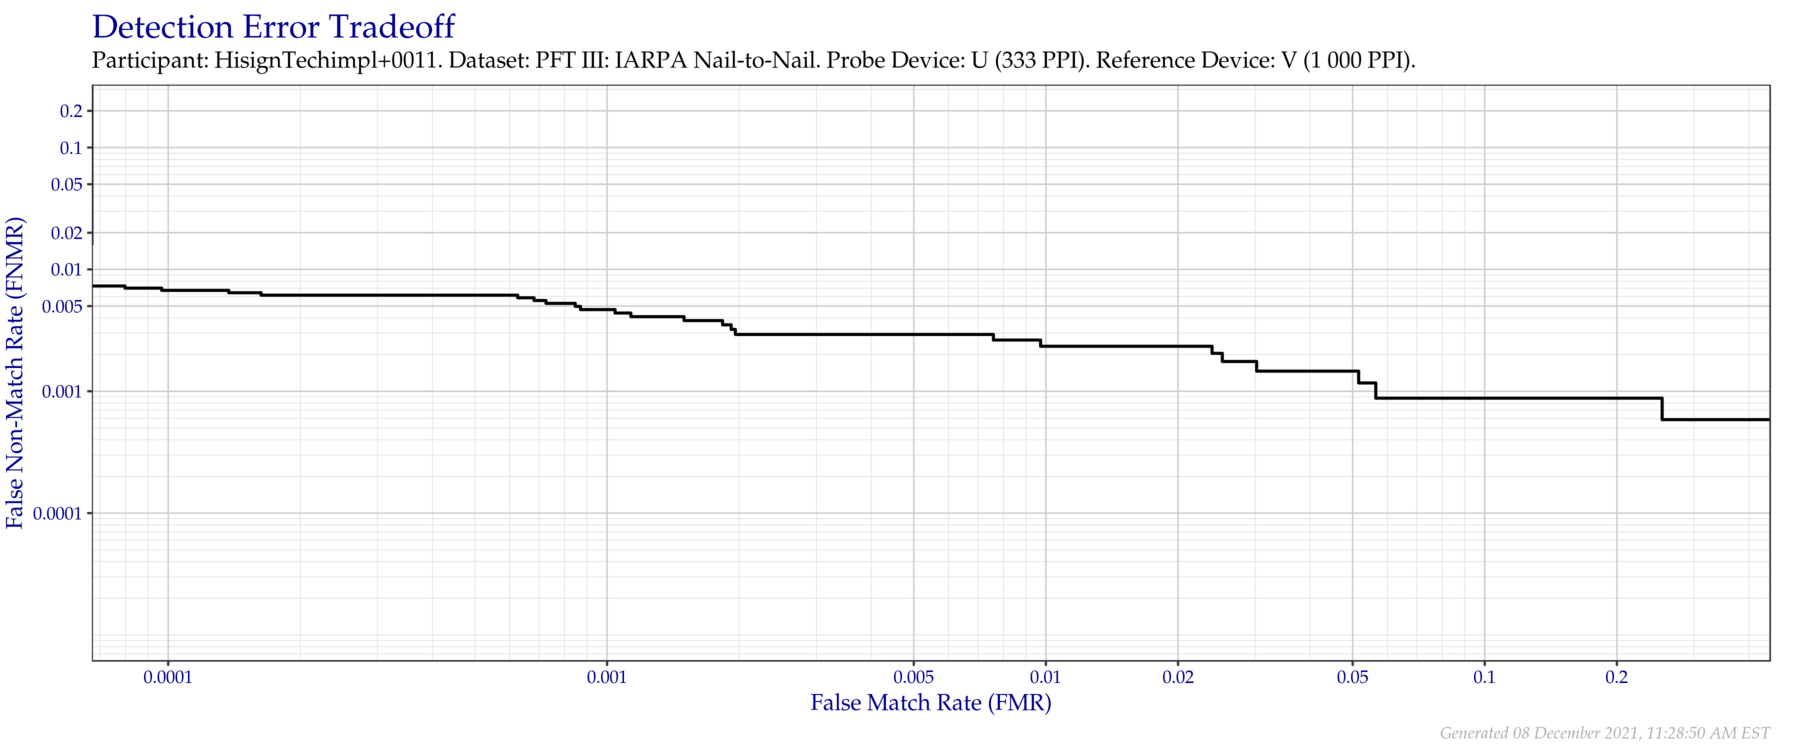 Detection Error Tradeoff
Participant: HisignTechimpl+0011. Dataset: PFT III: IARPA Nail-to-Nail. Probe Device: U (333 PPI). Reference Device: V (1 000 PPI).
False Non-Match Rate (FNMR)
0.2
0.1
0.05
0.02
0.01
0.005
0.001
0.0001
0.0001 0.001 0.005 0.01 0.02 0.05 0.1 0.2
False Match Rate (FMR)
Generated 08 December 2021, 11:28:50 AM EST